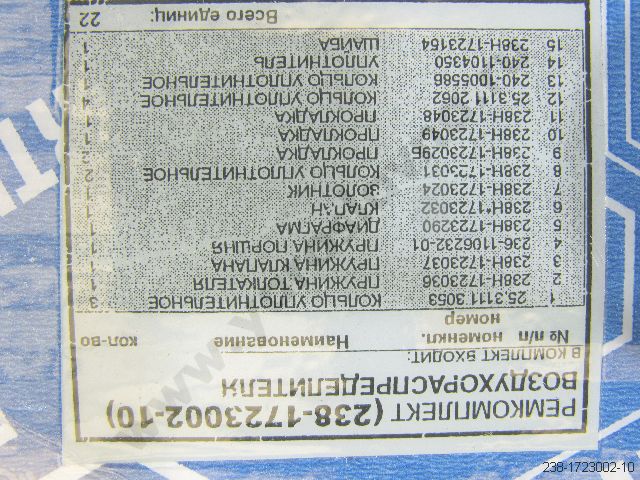 РЕМКОМПЛЕКТ (238-1723002-10)
ВОЗДУХОРАСПРЕДЕЛИТЕЛЯ
В КОМПЛЕКТ ВХОДИТ:
№ п/п номенкл. номер Наименование кол-во
1 25.3111 3053 КОЛЬЦО УПЛОТНИТЕЛЬНОЕ 3
2 238Н-1723036 ПРУЖИНА ТОЛКАТЕЛЯ 1
3 238Н-1723037 ПРУЖИНА КЛАПАНА 1
4 236-1106232-01 ПРУЖИНА ПОРШНЯ 1
5 238Н-1723290 ДИАФРАГМА 1
6 238Н-1723032 КЛАПАН 1
7 238Н-1723024 ЗОЛОТНИК 1
8 238Н-1723031 КОЛЬЦО УПЛОТНИТЕЛЬНОЕ 2
9 238Н-1723029Б ПРОКЛАДКА 2
10 238Н-1723049 ПРОКЛАДКА 1
11 238Н-1723048 ПРОКЛАДКА 1
12 25.3111 2062 КОЛЬЦО УПЛОТНИТЕЛЬНОЕ 4
13 240-1005586 КОЛЬЦО УПЛОТНИТЕЛЬНОЕ 1
14 240-1104350 УПЛОТНИТЕЛЬ 1
15 238Н-1723154 ШАЙБА 1
Всего единиц: 22
238-1723002-10